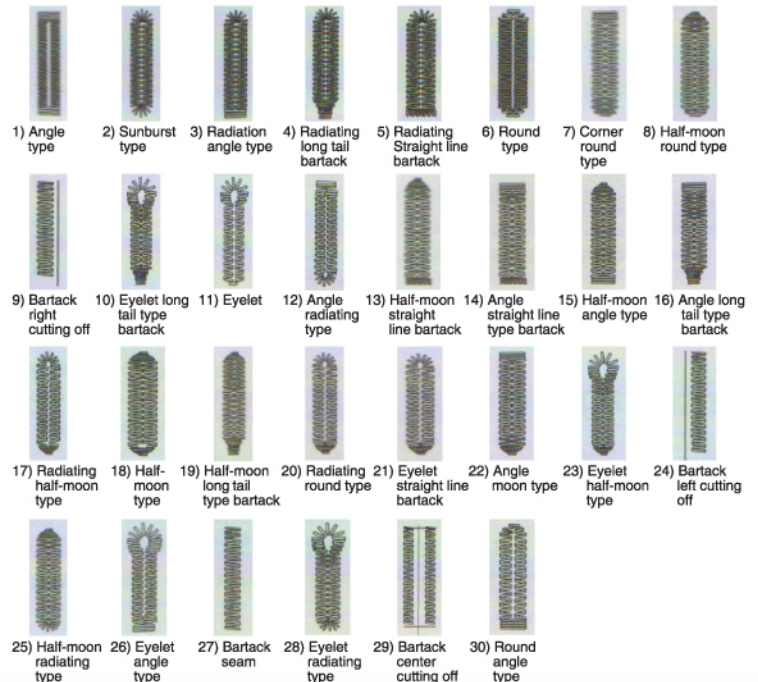 1) Angle type
2) Sunburst type
3) Radiation angle type
4) Radiating long tail bartack
5) Radiating Straight line bartack
6) Round type
7) Corner round type
8) Half-moon round type
9) Bartack right cutting off
10) Eyelet long tail type bartack
11) Eyelet
12) Angle radiating type
13) Half-moon straight line bartack
14) Angle straight line type bartack
15) Half-moon angle type
16) Angle long tail type bartack
17) Radiating half-moon type
18) Half-moon type
19) Half-moon long tail type bartack
20) Radiating round type
21) Eyelet straight line bartack
22) Angle moon type
23) Eyelet half-moon type
24) Bartack left cutting off
25) Half-moon radiating type
26) Eyelet angle type
27) Bartack seam
28) Eyelet radiating type
29) Bartack center cutting off
30) Round angle type